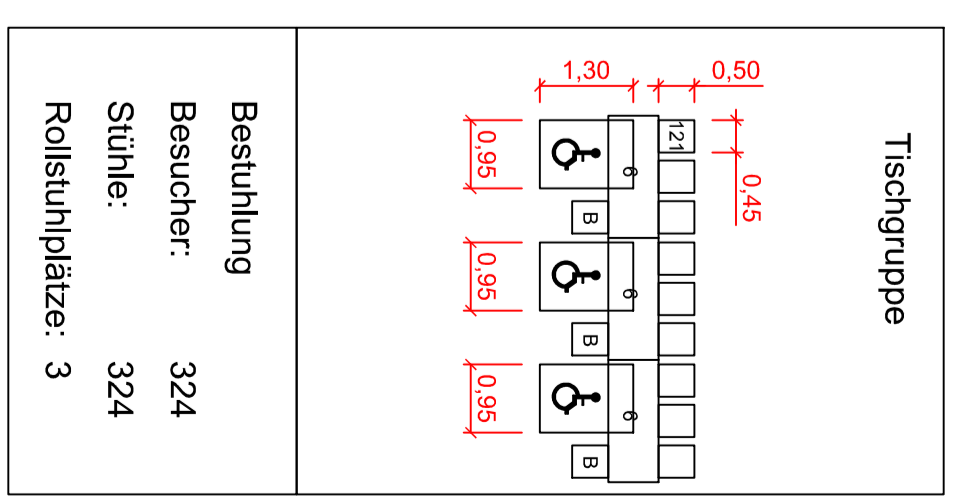 Tischgruppe
0,50
0,45
121
1,30
6
6
6
B
B
B
0,95
0,95
0,95
Bestuhlung
Besucher: 324
Stühle: 324
Rollstuhlplätze: 3